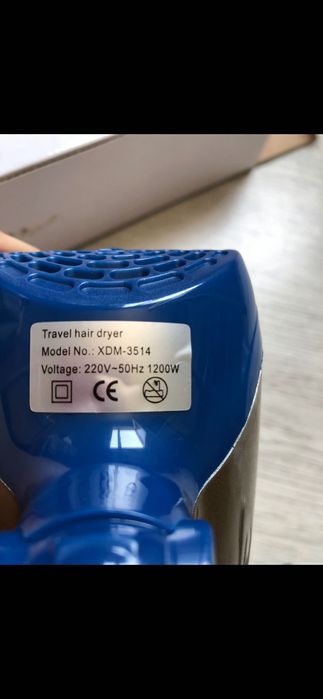 Travel hair dryer
Model No.: XDM-3514
Voltage: 220V~50Hz 1200W
CE